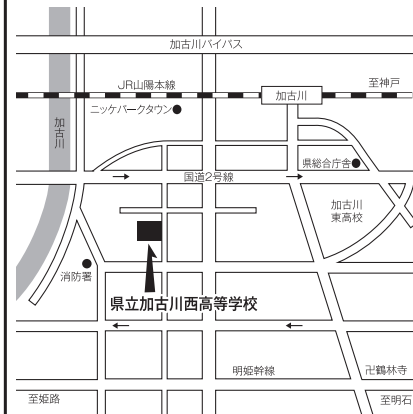 加古川バイパス
JR山陽本線
加古川
至神戸
ニッケパークタウン
加古川
県総合庁舎
国道2号線
加古川
東高校
消防署
県立加古川西高等学校
明姫幹線
卍鶴林寺
至姫路
至明石